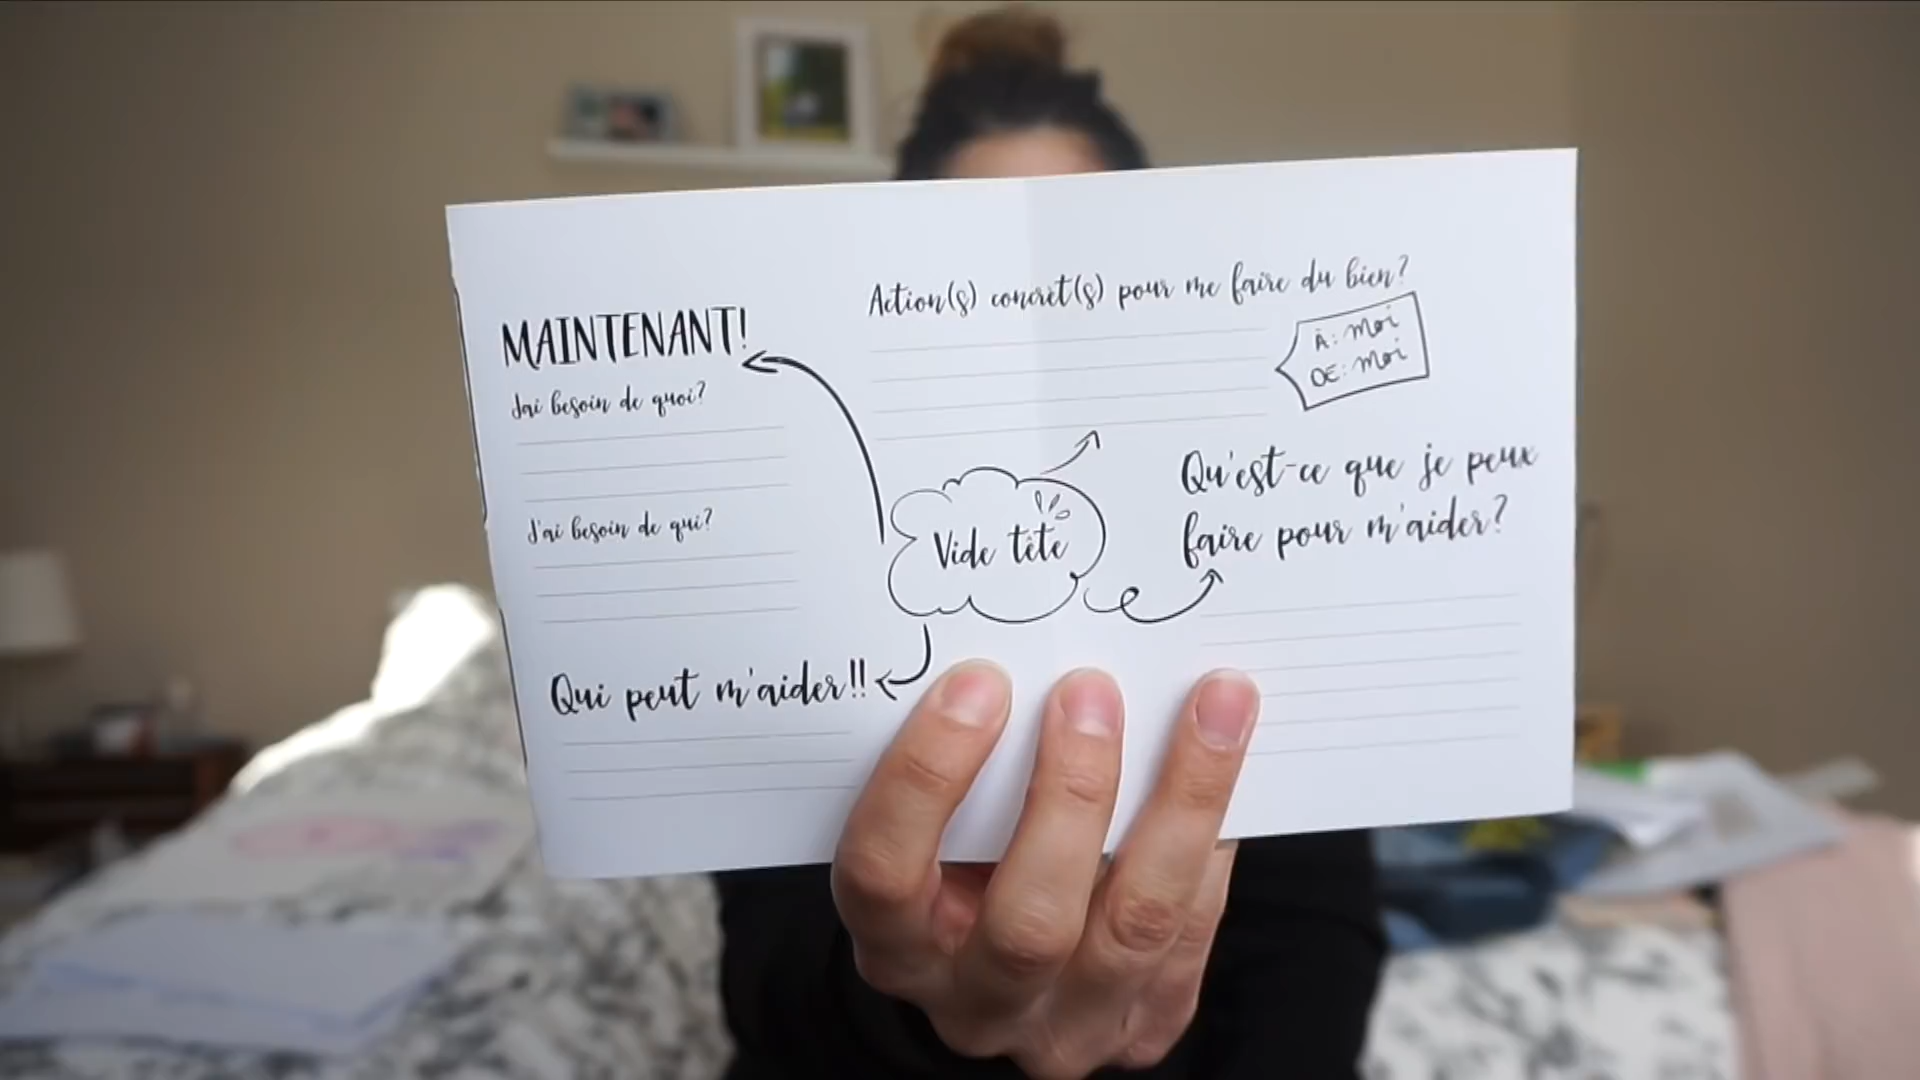 MAINTENANT!
J'ai besoin de quoi?
J'ai besoin de qui?
Qui peut m'aider!!
Action(s) concrèt(s) pour me faire du bien?
À: Moi
DE: Moi
Vide tête
Qu'est-ce que je peux
faire pour m'aider?